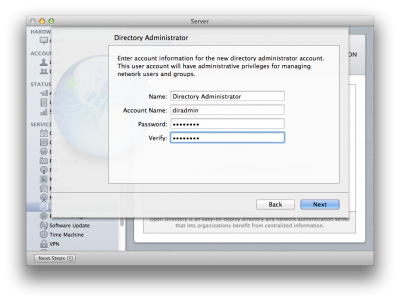 Server
HARDW
ACCOU
STATUS
SERVIC
Directory Administrator
Enter account information for the new directory administrator account.
This user account will have administrative privileges for managing
network users and groups.
Name: Directory Administrator
Account Name: diradmin
Password: ••••••••
Verify: ••••••••
Back
Next
ON
Open Directory is an easy-to-deploy directory and network authentication server
that lets organizations benefit from centralized information.
Software Update
Time Machine
VPN
Next Steps